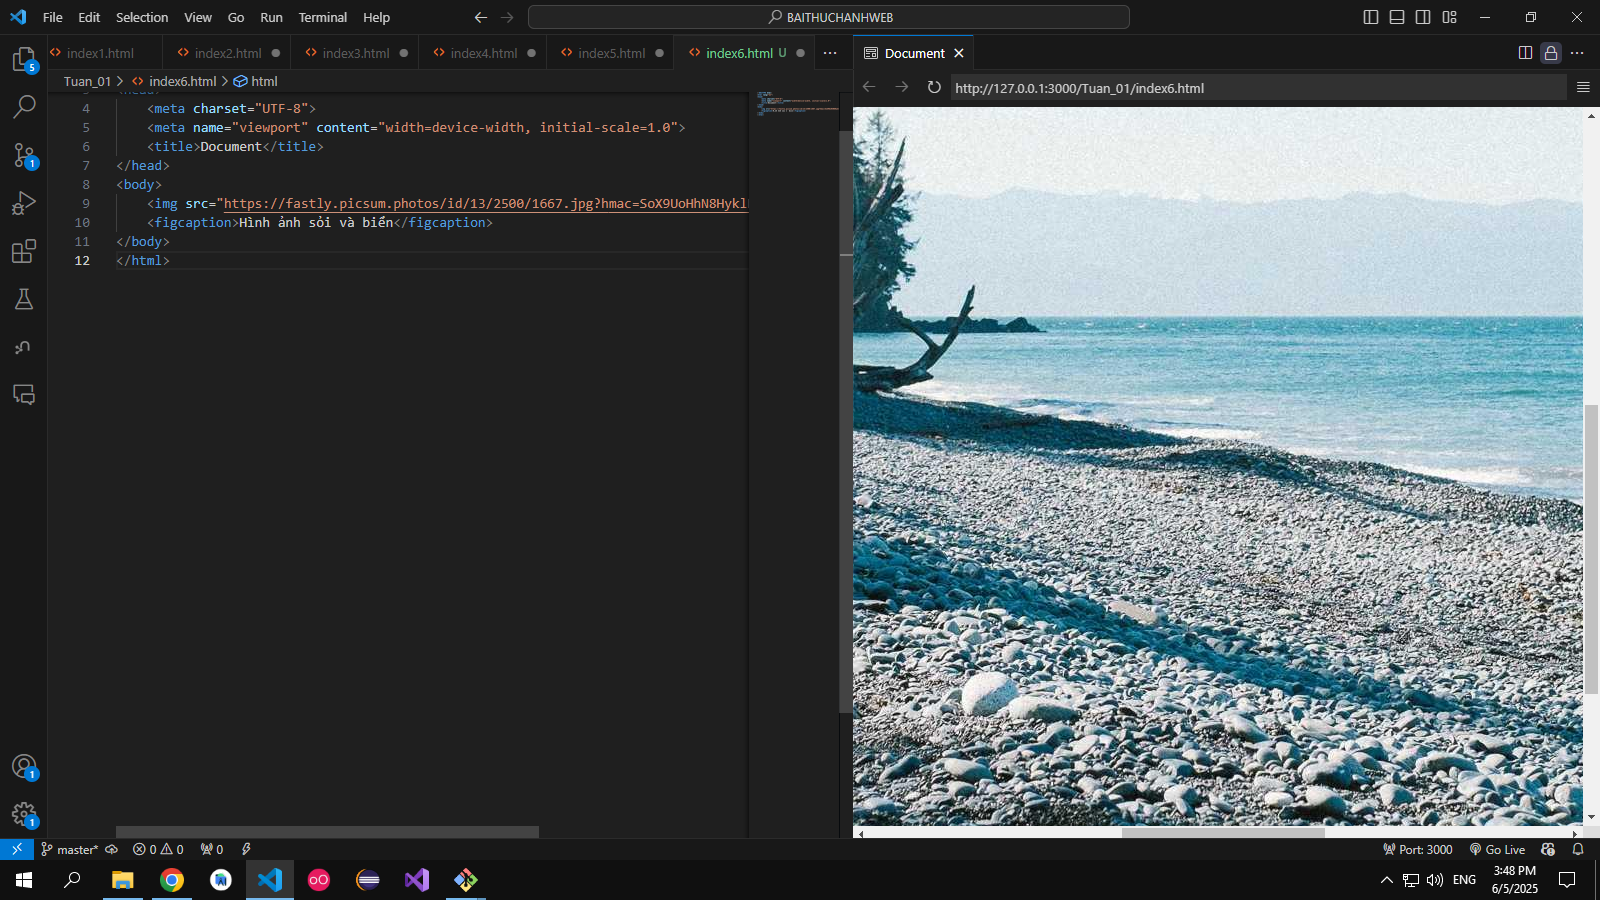 File Edit Selection View Go Run Terminal Help
BAITHUCHANHWEB
index1.html index2.html index3.html index4.html index5.html index6.html U
Document
Tuan_01 > index6.html > html
http://127.0.0.1:3000/Tuan_01/index6.html
4 <meta charset="UTF-8">
5 <meta name="viewport" content="width=device-width, initial-scale=1.0">
6 <title>Document</title>
7 </head>
8 <body>
9 <img src="https://fastly.picsum.photos/id/13/2500/1667.jpg?hmac=SoX9UoHhN8Hykl
10 <figcaption>Hình ảnh sỏi và biển</figcaption>
11 </body>
12 </html>
5
1
1
1
master* 0 0 0
Port: 3000 Go Live
ENG
3:48 PM
6/5/2025